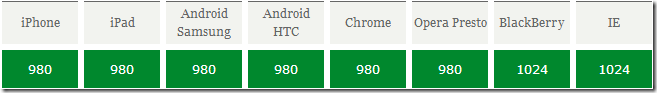 iPhone iPad Android Samsung Android HTC Chrome Opera Presto BlackBerry IE
980 980 980 980 980 980 1024 1024